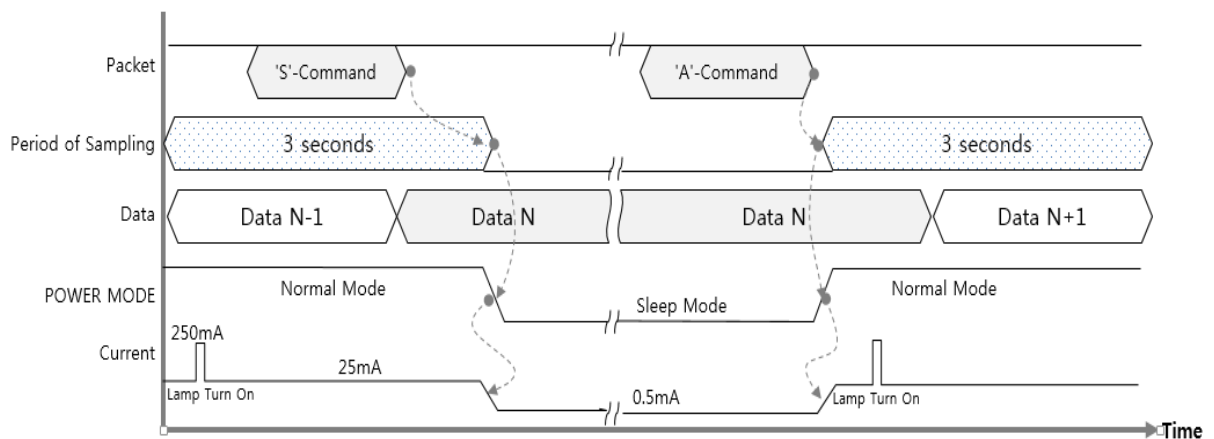 Packet
'S'-Command
'A'-Command
Period of Sampling
3 seconds
3 seconds
Data
Data N-1
Data N
Data N
Data N+1
POWER MODE
Normal Mode
Sleep Mode
Normal Mode
Current
250mA
Lamp Turn On
25mA
0.5mA
Lamp Turn On
Time